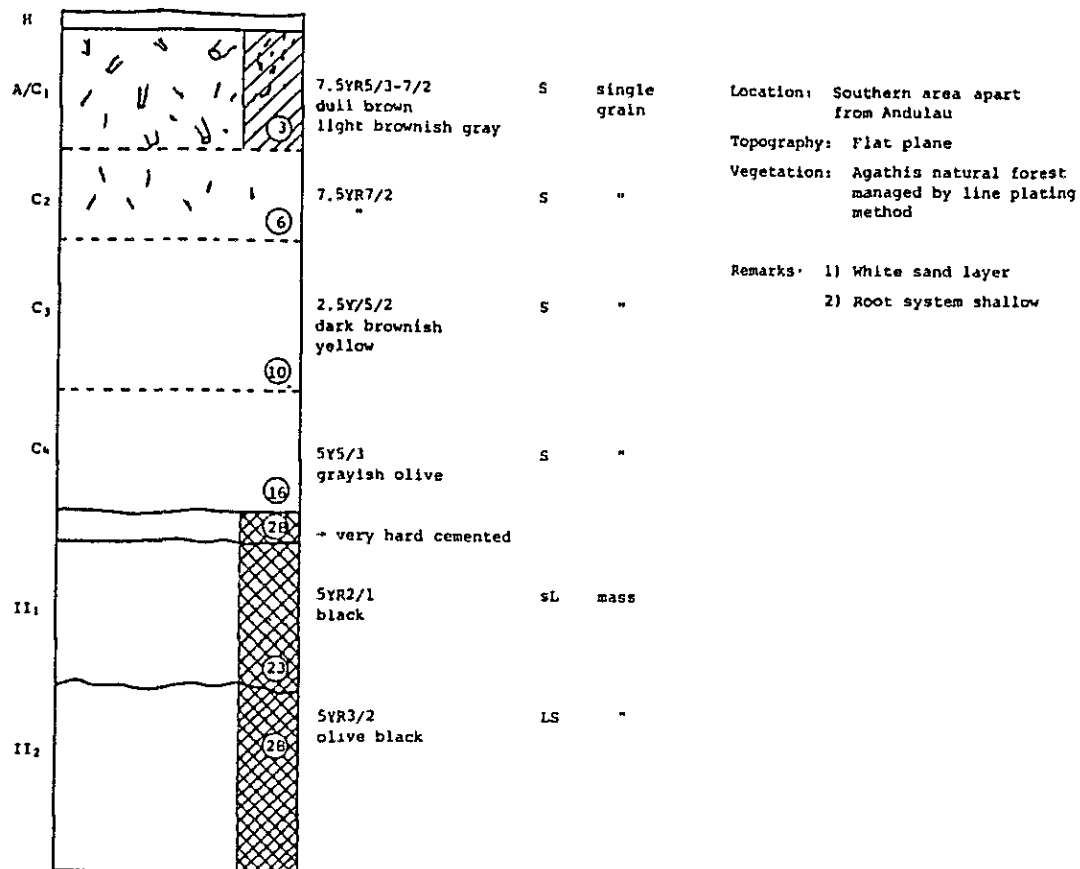 H
A/C₁
3
7.5YR5/3-7/2
dull brown
light brownish gray
S
single
grain
C₂
6
7.5YR7/2
"
S
"
C₃
10
2.5Y/5/2
dark brownish
yellow
S
"
C₄
16
5Y5/3
grayish olive
S
"
28
→ very hard cemented
II₁
23
5YR2/1
black
sL
mass
II₂
28
5YR3/2
olive black
LS
"
Location: Southern area apart
from Andulau
Topography: Flat plane
Vegetation: Agathis natural forest
managed by line plating
method
Remarks· 1) White sand layer
2) Root system shallow